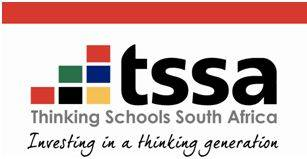 tssa
Thinking Schools South Africa
Investing in a thinking generation